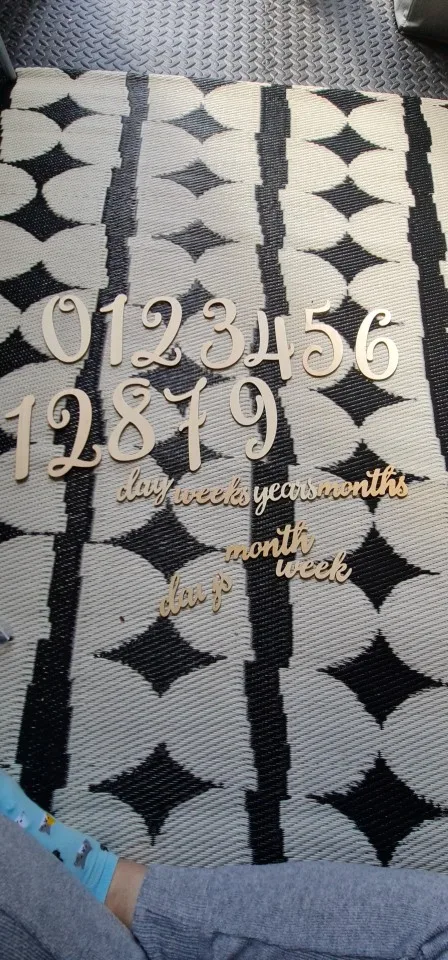 0123456
12879
day weeks years months
month
week
days